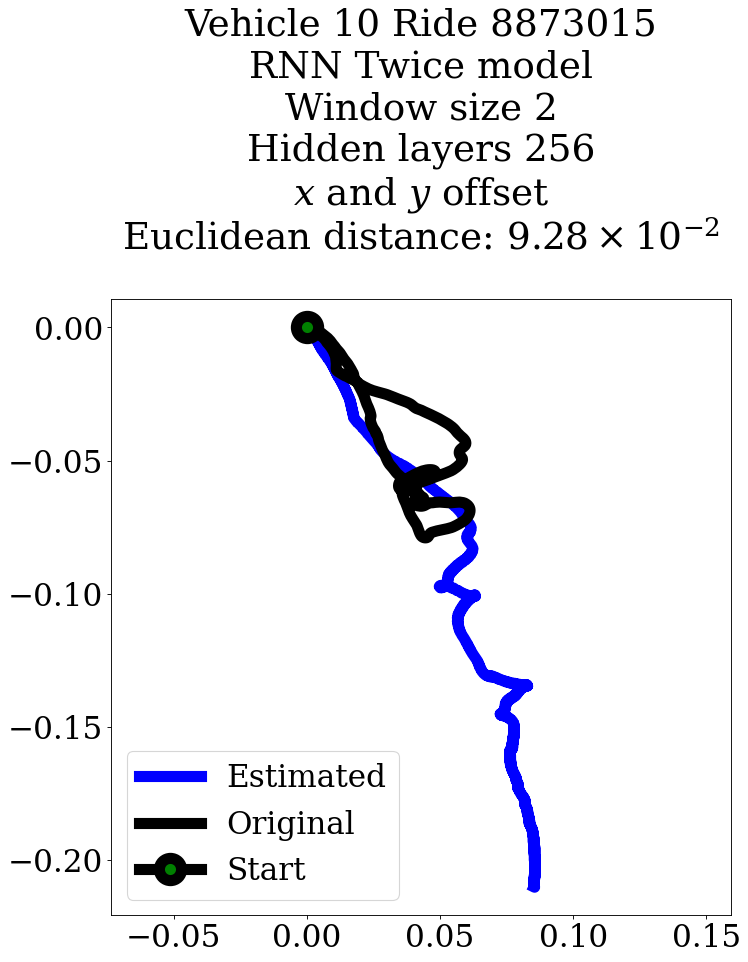 Vehicle 10 Ride 8873015
RNN Twice model
Window size 2
Hidden layers 256
x and y offset
Euclidean distance: 9.28 × 10⁻²
0.00
−0.05
−0.10
−0.15
−0.20
Estimated
Original
Start
−0.05 0.00 0.05 0.10 0.15